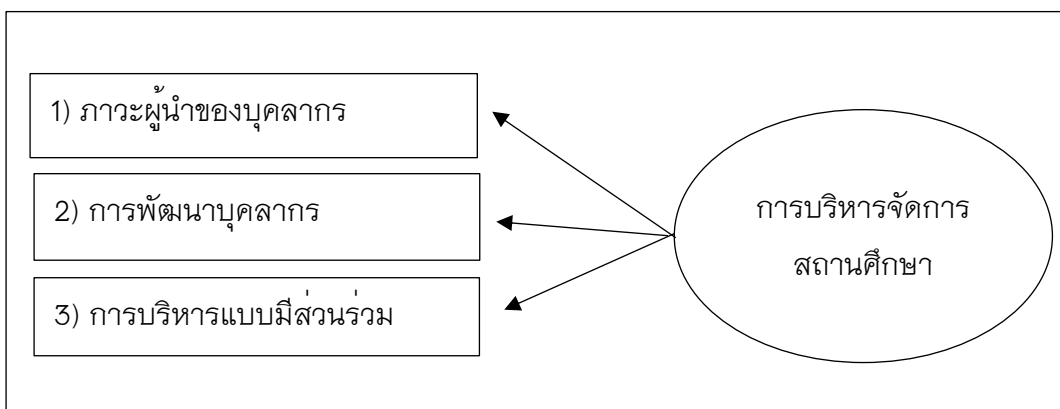 1) ภาวะผู้นำของบุคลากร
2) การพัฒนาบุคลากร
3) การบริหารแบบมีส่วนร่วม
การบริหารจัดการ
สถานศึกษา